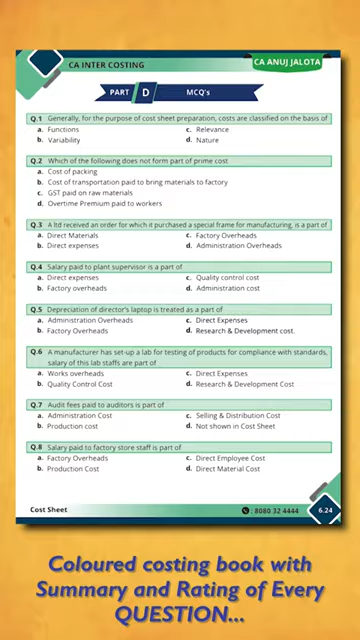 CA INTER COSTING
CA ANUJ JALOTA
PART D MCQ's
Q.1 Generally, for the purpose of cost sheet preparation, costs are classified on the basis of
a. Functions c. Relevance
b. Variability d. Nature
Q.2 Which of the following does not form part of prime cost
a. Cost of packing
b. Cost of transportation paid to bring materials to factory
c. GST paid on raw materials
d. Overtime Premium paid to workers
Q.3 A ltd received an order for which it purchased a special frame for manufacturing, is a part of
a. Direct Materials c. Factory Overheads
b. Direct expenses d. Administration Overheads
Q.4 Salary paid to plant supervisor is a part of
a. Direct expenses c. Quality control cost
b. Factory overheads d. Administration cost
Q.5 Depreciation of director's laptop is treated as a part of
a. Administration Overheads c. Direct Expenses
b. Factory Overheads d. Research & Development cost.
Q.6 A manufacturer has set-up a lab for testing of products for compliance with standards,
salary of this lab staffs are part of
a. Works overheads c. Direct Expenses
b. Quality Control Cost d. Research & Development Cost
Q.7 Audit fees paid to auditors is part of
a. Administration Cost c. Selling & Distribution Cost
b. Production cost d. Not shown in Cost Sheet
Q.8 Salary paid to factory store staff is part of
a. Factory Overheads c. Direct Employee Cost
b. Production Cost d. Direct Material Cost
Cost Sheet : 8080 32 4444 6.24
Coloured costing book with
Summary and Rating of Every
QUESTION...